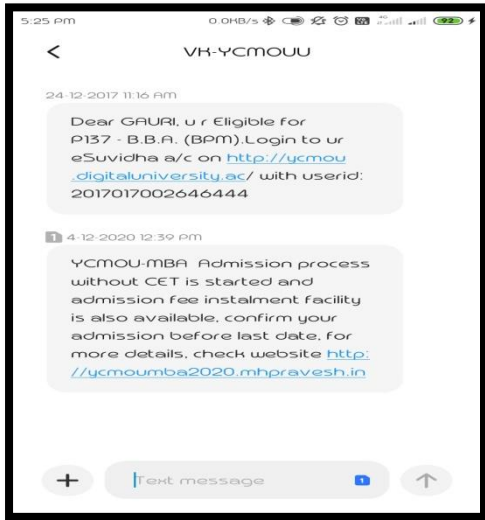 5:25 PM 0.0KB/s 4G 92
VK-YCMOUU
24-12-2017 11:16 AM
Dear GAURI, u r Eligible for
P137 - B.B.A. (BPM).Login to ur
eSuvidha a/c on http://ycmou
.digitaluniversity.ac/ with userid:
2017017002646444
1 4-12-2020 12:39 PM
YCMOU-MBA Admission process
without CET is started and
admission fee instalment facility
is also available, confirm your
admission before last date, for
more details, check website http:
//ycmoumba2020.mhpravesh.in
Text message 1